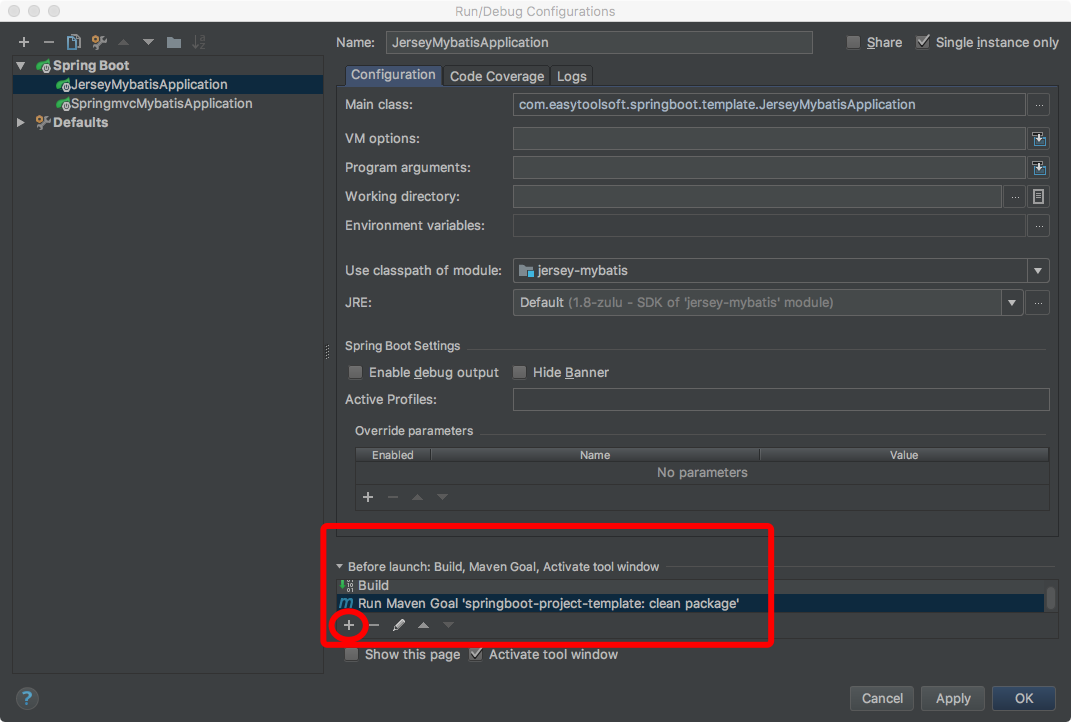 Run/Debug Configurations
Name: JerseyMybatisApplication Share Single instance only
Spring Boot
JerseyMybatisApplication
SpringmvcMybatisApplication
Defaults
Configuration Code Coverage Logs
Main class: com.easytoolsoft.springboot.template.JerseyMybatisApplication ...
VM options:
Program arguments:
Working directory: ...
Environment variables: ...
Use classpath of module: jersey-mybatis
JRE: Default (1.8-zulu - SDK of 'jersey-mybatis' module) ...
Spring Boot Settings
Enable debug output Hide Banner
Active Profiles:
Override parameters
Enabled Name Value
No parameters
Before launch: Build, Maven Goal, Activate tool window
Build
Run Maven Goal 'springboot-project-template: clean package'
Show this page Activate tool window
? Cancel Apply OK